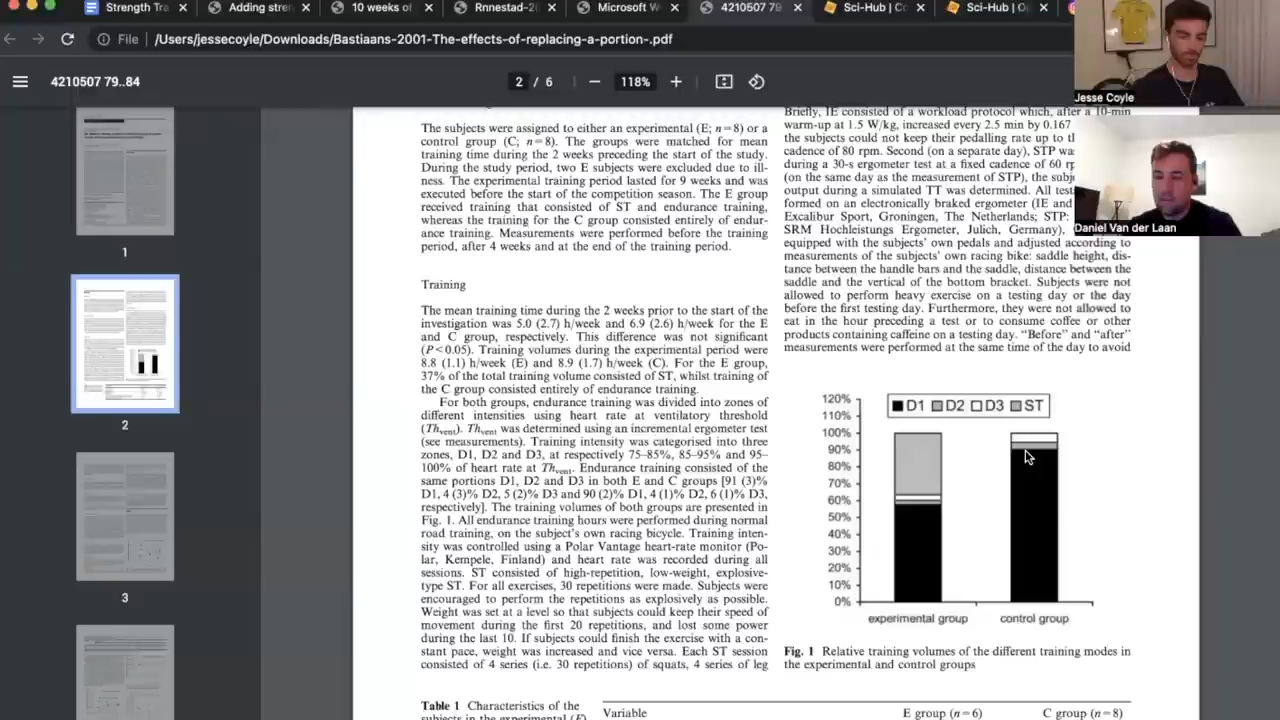 Strength Tra
Adding stren
10 weeks of
Rnnestad-2
Microsoft W
4210507 79
Sci-Hub | Co
Sci-Hub | O
File
/Users/jessecoyle/Downloads/Bastiaans-2001-The-effects-of-replacing-a-portion-.pdf
4210507 79..84
2 / 6
118%
Jesse Coyle
Daniel Van der Laan
1
2
3
The subjects were assigned to either an experimental (E; n=8) or a
control group (C; n=8). The groups were matched for mean
training time during the 2 weeks preceding the start of the study.
During the study period, two E subjects were excluded due to ill-
ness. The experimental training period lasted for 9 weeks and was
executed before the start of the competition season. The E group
received training that consisted of ST and endurance training,
whereas the training for the C group consisted entirely of endur-
ance training. Measurements were performed before the training
period, after 4 weeks and at the end of the training period.
Training
The mean training time during the 2 weeks prior to the start of the
investigation was 5.0 (2.7) h/week and 6.9 (2.6) h/week for the E
and C group, respectively. This difference was not significant
(P<0.05). Training volumes during the experimental period were
8.8 (1.1) h/week (E) and 8.9 (1.7) h/week (C). For the E group,
37% of the total training volume consisted of ST, whilst training of
the C group consisted entirely of endurance training.
For both groups, endurance training was divided into zones of
different intensities using heart rate at ventilatory threshold
(Thvent). Thvent was determined using an incremental ergometer test
(see measurements). Training intensity was categorised into three
zones, D1, D2 and D3, at respectively 75–85%, 85–95% and 95–
100% of heart rate at Thvent. Endurance training consisted of the
same portions D1, D2 and D3 in both E and C groups [91 (3)%
D1, 4 (3)% D2, 5 (2)% D3 and 90 (2)% D1, 4 (1)% D2, 6 (1)% D3,
respectively]. The training volumes of both groups are presented in
Fig. 1. All endurance training hours were performed during normal
road training, on the subject's own racing bicycle. Training inten-
sity was controlled using a Polar Vantage heart-rate monitor (Po-
lar, Kempele, Finland) and heart rate was recorded during all
sessions. ST consisted of high-repetition, low-weight, explosive-
type ST. For all exercises, 30 repetitions were made. Subjects were
encouraged to perform the repetitions as explosively as possible.
Weight was set at a level so that subjects could keep their speed of
movement during the first 20 repetitions, and lost some power
during the last 10. If subjects could finish the exercise with a con-
stant pace, weight was increased and vice versa. Each ST session
consisted of 4 series (i.e. 30 repetitions) of squats, 4 series of leg
Briefly, IE consisted of a workload protocol which, after a 10-min
warm-up at 1.5 W/kg, increased every 2.5 min by 0.167
the subjects could not keep their pedalling rate up to th
cadence of 80 rpm. Second (on a separate day), STP wa
during a 30-s ergometer test at a fixed cadence of 60 rp
(on the same day as the measurement of STP), the subj
output during a simulated TT was determined. All test
formed on an electronically braked ergometer (IE and
Excalibur Sport, Groningen, The Netherlands; STP:
SRM Hochleistungs Ergometer, Julich, Germany),
equipped with the subjects' own pedals and adjusted according to
measurements of the subjects' own racing bike: saddle height, dis-
tance between the handle bars and the saddle, distance between the
saddle and the vertical of the bottom bracket. Subjects were not
allowed to perform heavy exercise on a testing day or the day
before the first testing day. Furthermore, they were not allowed to
eat in the hour preceding a test or to consume coffee or other
products containing caffeine on a testing day. "Before" and "after"
measurements were performed at the same time of the day to avoid
D1 D2 D3 ST
120%
110%
100%
90%
80%
70%
60%
50%
40%
30%
20%
10%
0%
experimental group
control group
Fig. 1 Relative training volumes of the different training modes in
the experimental and control groups
Table 1 Characteristics of the
subjects in the experimental (E)
Variable
E group (n=6)
C group (n=8)